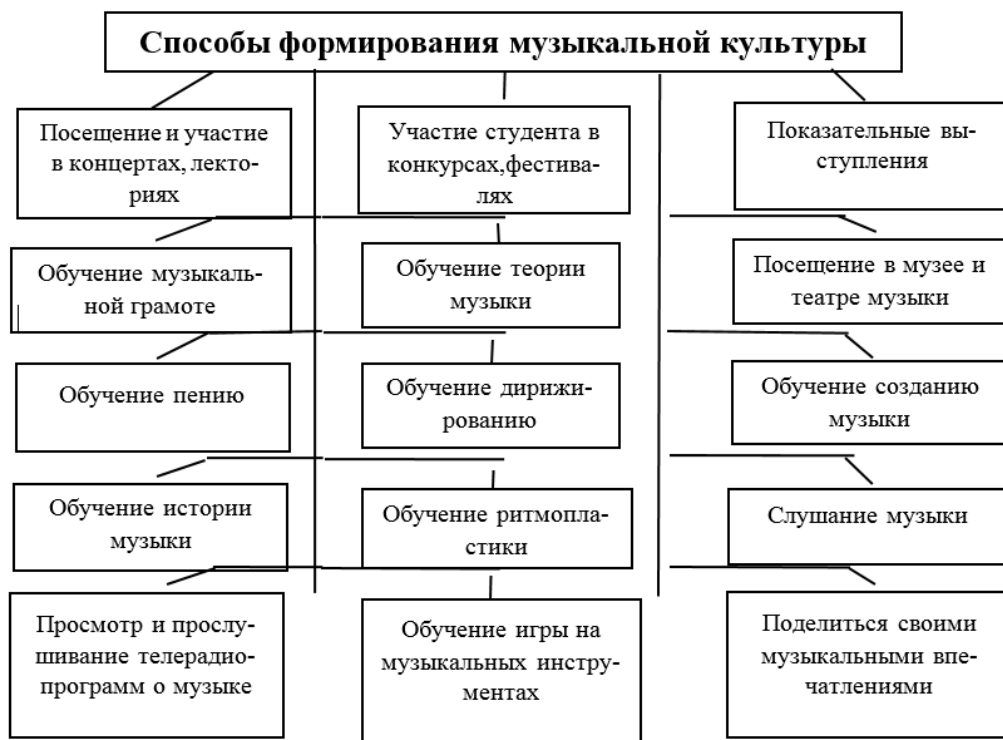 Способы формирования музыкальной культуры
Посещение и участие
в концертах, лекто-
риях
Участие студента в
конкурсах,фестива-
лях
Показательные вы-
ступления
Обучение музыкаль-
ной грамоте
Обучение теории
музыки
Посещение в музее и
театре музыки
Обучение пению
Обучение дирижи-
рованию
Обучение созданию
музыки
Обучение истории
музыки
Обучение ритмопла-
стики
Слушание музыки
Просмотр и прослу-
шивание телерадио-
программ о музыке
Обучение игры на
музыкальных инстру-
ментах
Поделиться своими
музыкальными впе-
чатлениями